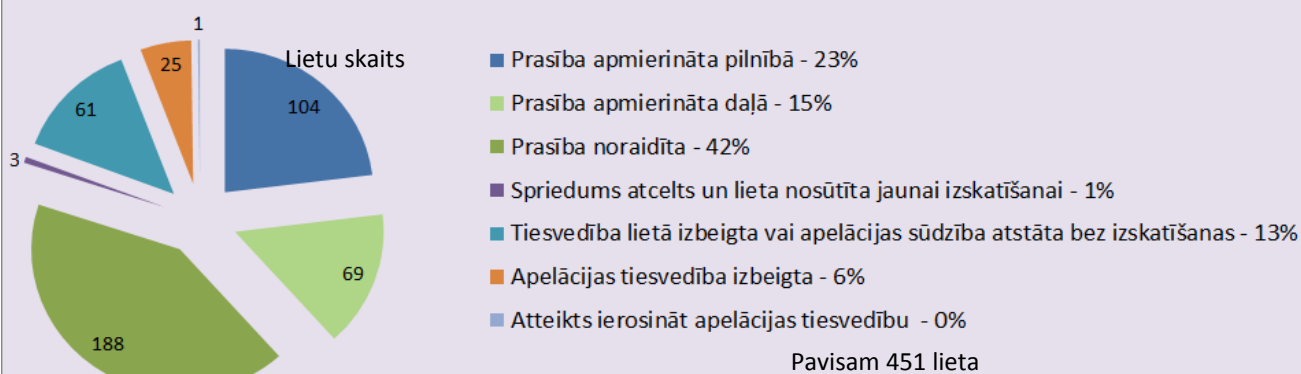 1
Lietu skaits
25
104
61
3
69
188
Prasība apmierināta pilnībā - 23%
Prasība apmierināta daļā - 15%
Prasība noraidīta - 42%
Spriedums atcelts un lieta nosūtīta jaunai izskatīšanai - 1%
Tiesvedība lietā izbeigta vai apelācijas sūdzība atstāta bez izskatīšanas - 13%
Apelācijas tiesvedība izbeigta - 6%
Atteikts ierosināt apelācijas tiesvedību - 0%
Pavisam 451 lieta